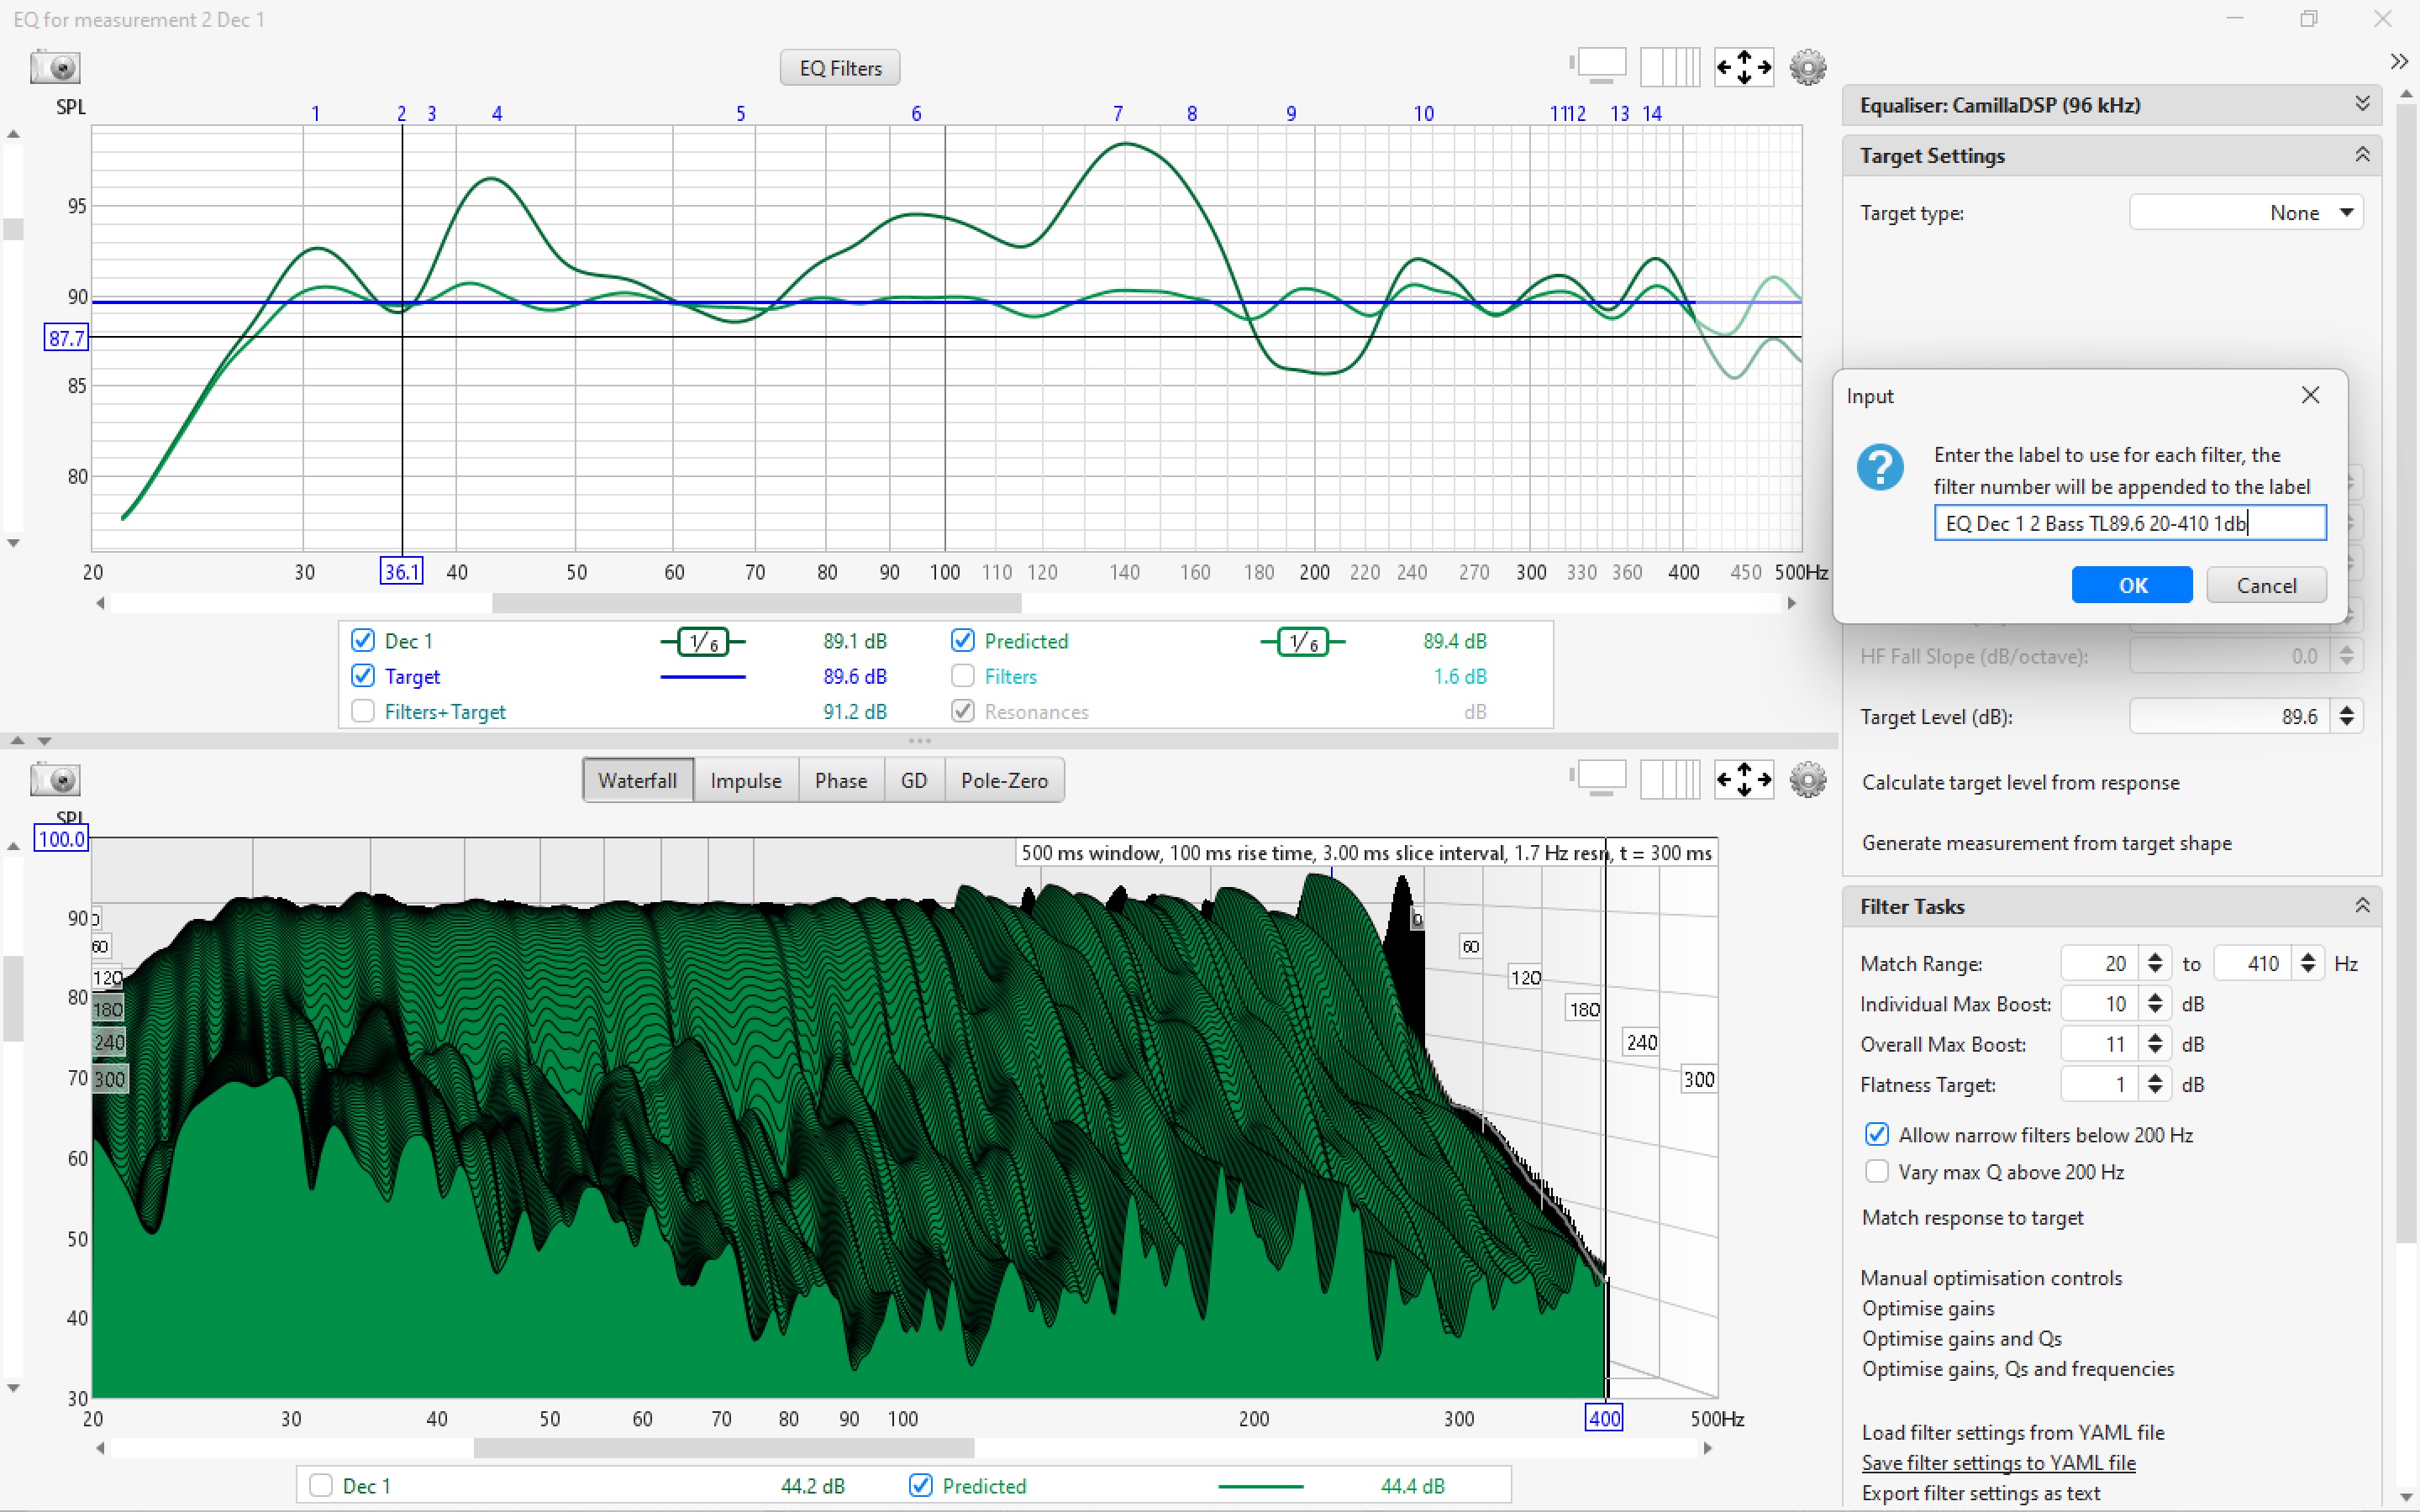 EQ for measurement 2 Dec 1
EQ Filters
SPL
1 2 3 4 5 6 7 8 9 10 11 12 13 14
95
90
87.7
85
80
20 30 36.1 40 50 60 70 80 90 100 110 120 140 160 180 200 220 240 270 300 330 360 400 450 500Hz
Dec 1 1/6 89.1 dB Predicted 1/6 89.4 dB
Target 89.6 dB Filters 1.6 dB
Filters+Target 91.2 dB Resonances dB
Waterfall Impulse Phase GD Pole-Zero
SPL
100.0
500 ms window, 100 ms rise time, 3.00 ms slice interval, 1.7 Hz resn, t = 300 ms
90 0 0
60 60
120 120
80
180 180
240 240
70 300 300
60
50
40
30
20 30 40 50 60 70 80 90 100 200 300 400 500Hz
Dec 1 44.2 dB Predicted 44.4 dB
Equaliser: CamillaDSP (96 kHz)
Target Settings
Target type: None
Input
Enter the label to use for each filter, the
filter number will be appended to the label
EQ Dec 1 2 Bass TL89.6 20-410 1db
OK Cancel
HF Fall Slope (dB/octave): 0.0
Target Level (dB): 89.6
Calculate target level from response
Generate measurement from target shape
Filter Tasks
Match Range: 20 to 410 Hz
Individual Max Boost: 10 dB
Overall Max Boost: 11 dB
Flatness Target: 1 dB
Allow narrow filters below 200 Hz
Vary max Q above 200 Hz
Match response to target
Manual optimisation controls
Optimise gains
Optimise gains and Qs
Optimise gains, Qs and frequencies
Load filter settings from YAML file
Save filter settings to YAML file
Export filter settings as text